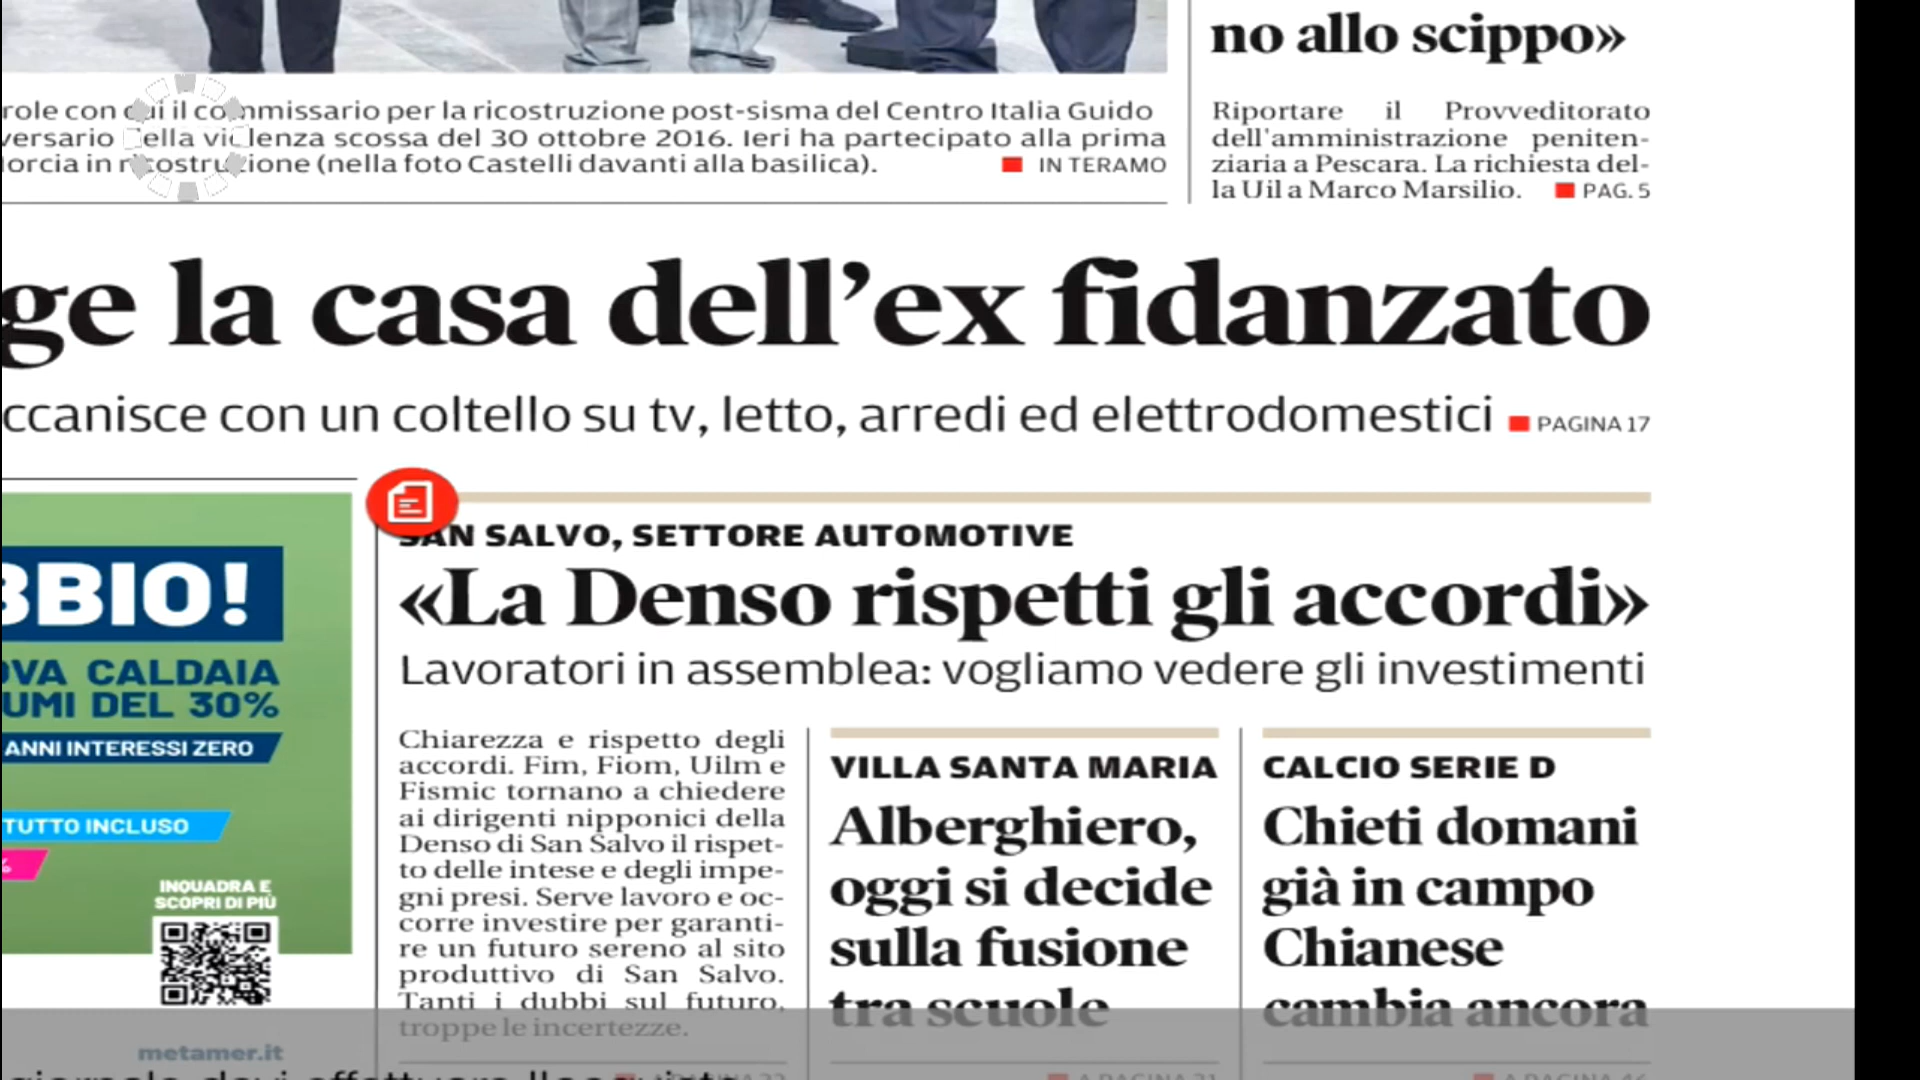 no allo scippo»
role con cui il commissario per la ricostruzione post-sisma del Centro Italia Guido
versario della violenza scossa del 30 ottobre 2016. Ieri ha partecipato alla prima
orcia in ricostruzione (nella foto Castelli davanti alla basilica). IN TERAMO
Riportare il Provveditorato
dell'amministrazione peniten-
ziaria a Pescara. La richiesta del-
la Uil a Marco Marsilio. PAG. 5
ge la casa dell'ex fidanzato
ccanisce con un coltello su tv, letto, arredi ed elettrodomestici PAGINA 17
BBIO!
OVA CALDAIA
UMI DEL 30%
ANNI INTERESSI ZERO
TUTTO INCLUSO
%
INQUADRA E
SCOPRI DI PIÙ
metamer.it
SAN SALVO, SETTORE AUTOMOTIVE
«La Denso rispetti gli accordi»
Lavoratori in assemblea: vogliamo vedere gli investimenti
Chiarezza e rispetto degli
accordi. Fim, Fiom, Uilm e
Fismic tornano a chiedere
ai dirigenti nipponici della
Denso di San Salvo il rispet-
to delle intese e degli impe-
gni presi. Serve lavoro e oc-
corre investire per garanti-
re un futuro sereno al sito
produttivo di San Salvo.
Tanti i dubbi sul futuro,
troppe le incertezze.
VILLA SANTA MARIA
Alberghiero,
oggi si decide
sulla fusione
tra scuole
A PAGINA 21
CALCIO SERIE D
Chieti domani
già in campo
Chianese
cambia ancora
A PAGINA 46
giornale devi effettuare l'acquisto